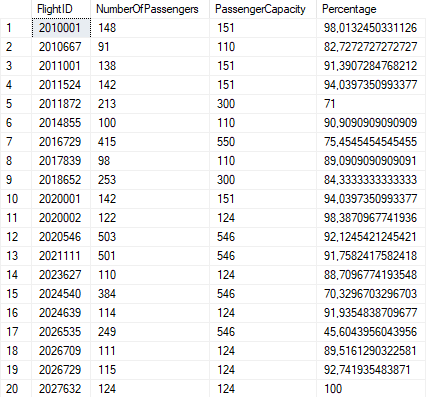 FlightID NumberOfPassengers PassengerCapacity Percentage
1 2010001 148 151 98,0132450331126
2 2010667 91 110 82,7272727272727
3 2011001 138 151 91,3907284768212
4 2011524 142 151 94,0397350993377
5 2011872 213 300 71
6 2014855 100 110 90,9090909090909
7 2016729 415 550 75,4545454545455
8 2017839 98 110 89,0909090909091
9 2018652 253 300 84,3333333333333
10 2020001 142 151 94,0397350993377
11 2020002 122 124 98,3870967741936
12 2020546 503 546 92,1245421245421
13 2021111 501 546 91,7582417582418
14 2023627 110 124 88,7096774193548
15 2024540 384 546 70,3296703296703
16 2024639 114 124 91,9354838709677
17 2026535 249 546 45,6043956043956
18 2026709 111 124 89,5161290322581
19 2026729 115 124 92,741935483871
20 2027632 124 124 100